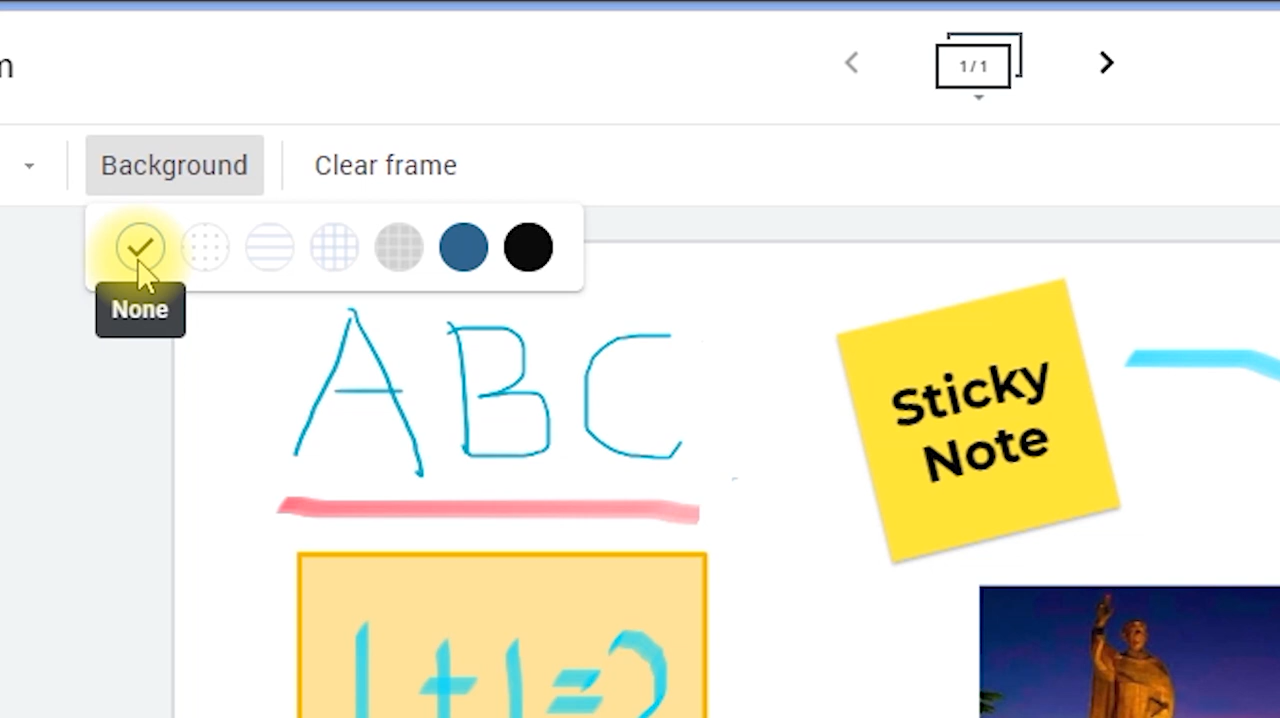 1/1
Background
Clear frame
None
ABC
Sticky
Note
1+1=2